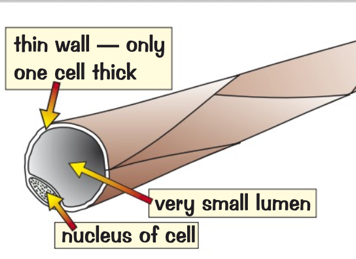 thin wall — only
one cell thick
very small lumen
nucleus of cell